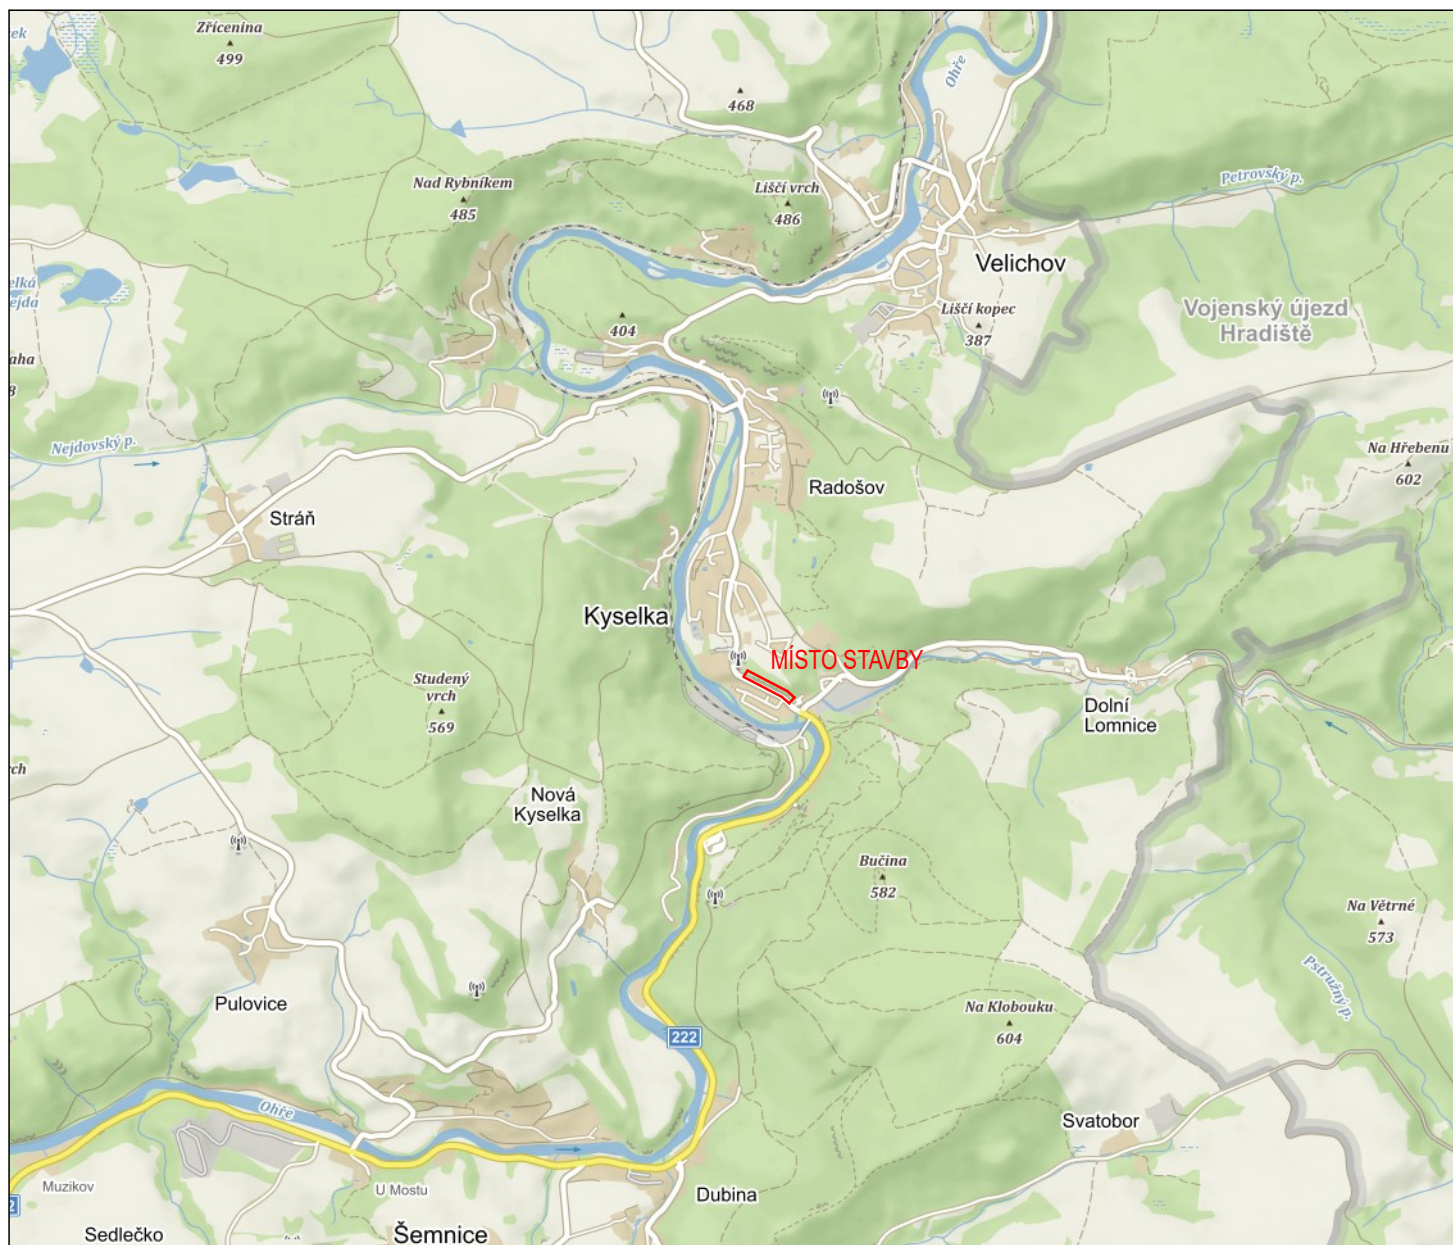 Zřícenina
499
468
Ohře
Nad Rybníkem
485
Liščí vrch
486
Petrovský p.
Velichov
Vojenský újezd
Hradiště
Liščí kopec
387
404
Nejdovský p.
Na Hřebenu
602
Radošov
Stráň
Kyselka
MÍSTO STAVBY
Studený
vrch
569
Dolní
Lomnice
Nová
Kyselka
Bučina
582
Na Větrné
573
Pstružný p.
Pulovice
Na Klobouku
604
222
Ohře
Svatobor
Muzikov
U Mostu
Dubina
Sedlečko
Šemnice